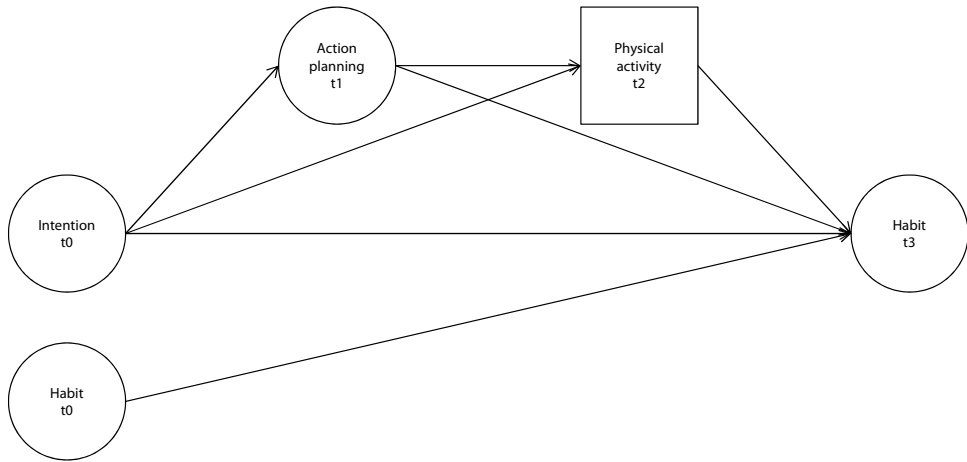 Action
planning
t1
Physical
activity
t2
Intention
t0
Habit
t3
Habit
t0